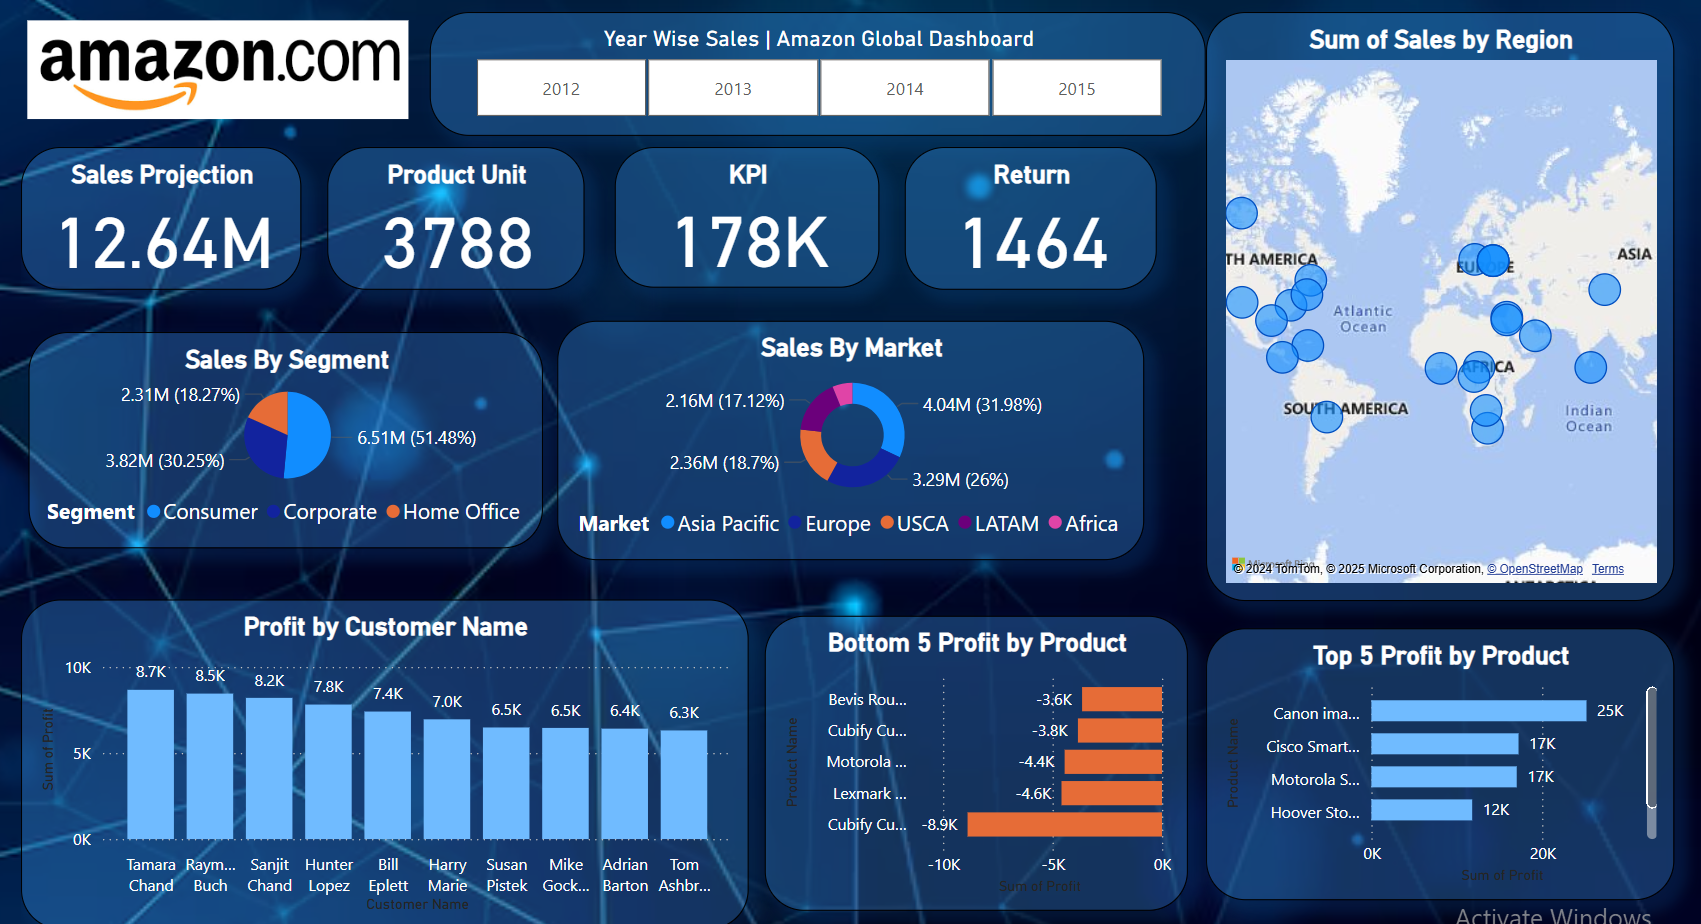 amazon.com
Year Wise Sales | Amazon Global Dashboard
2012
2013
2014
2015
Sales Projection
12.64M
Product Unit
3788
KPI
178K
Return
1464
Sum of Sales by Region
TH AMERICA
EUROPE
ASIA
Atlantic
Ocean
AFRICA
SOUTH AMERICA
Indian
Ocean
© 2024 TomTom, © 2025 Microsoft Corporation, © OpenStreetMap Terms
Sales By Segment
2.31M (18.27%)
6.51M (51.48%)
3.82M (30.25%)
Segment Consumer Corporate Home Office
Sales By Market
2.16M (17.12%)
4.04M (31.98%)
2.36M (18.7%)
3.29M (26%)
Market Asia Pacific Europe USCA LATAM Africa
Profit by Customer Name
Sum of Profit
10K
5K
0K
8.7K
8.5K
8.2K
7.8K
7.4K
7.0K
6.5K
6.5K
6.4K
6.3K
Tamara
Chand
Raym...
Buch
Sanjit
Chand
Hunter
Lopez
Bill
Eplett
Harry
Marie
Susan
Pistek
Mike
Gock...
Adrian
Barton
Tom
Ashbr...
Customer Name
Bottom 5 Profit by Product
Product Name
Bevis Rou... -3.6K
Cubify Cu... -3.8K
Motorola ... -4.4K
Lexmark ... -4.6K
Cubify Cu... -8.9K
-10K -5K 0K
Sum of Profit
Top 5 Profit by Product
Product Name
Canon ima... 25K
Cisco Smart... 17K
Motorola S... 17K
Hoover Sto... 12K
0K 20K
Sum of Profit
Activate Windows